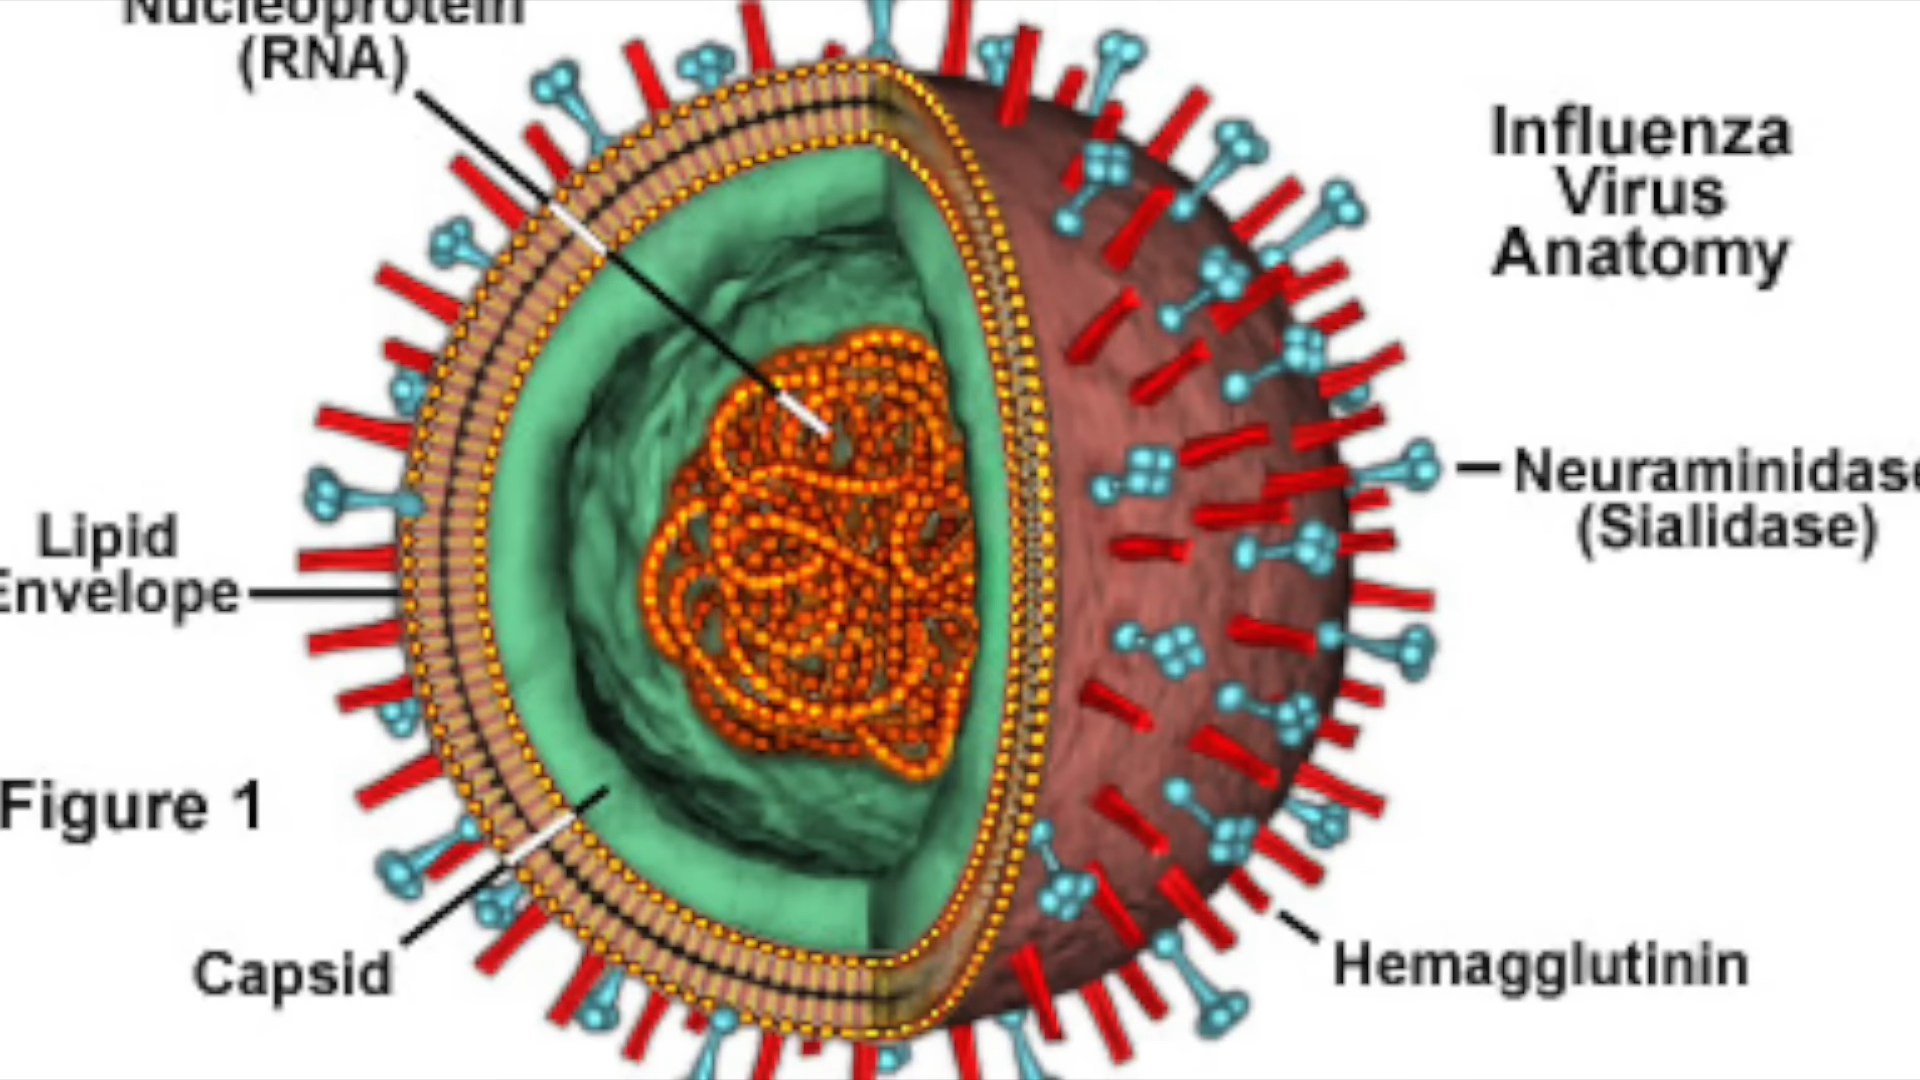 Nucleoprotein
(RNA)
Influenza
Virus
Anatomy
Neuraminidase
(Sialidase)
Lipid
Envelope
Figure 1
Capsid
Hemagglutinin